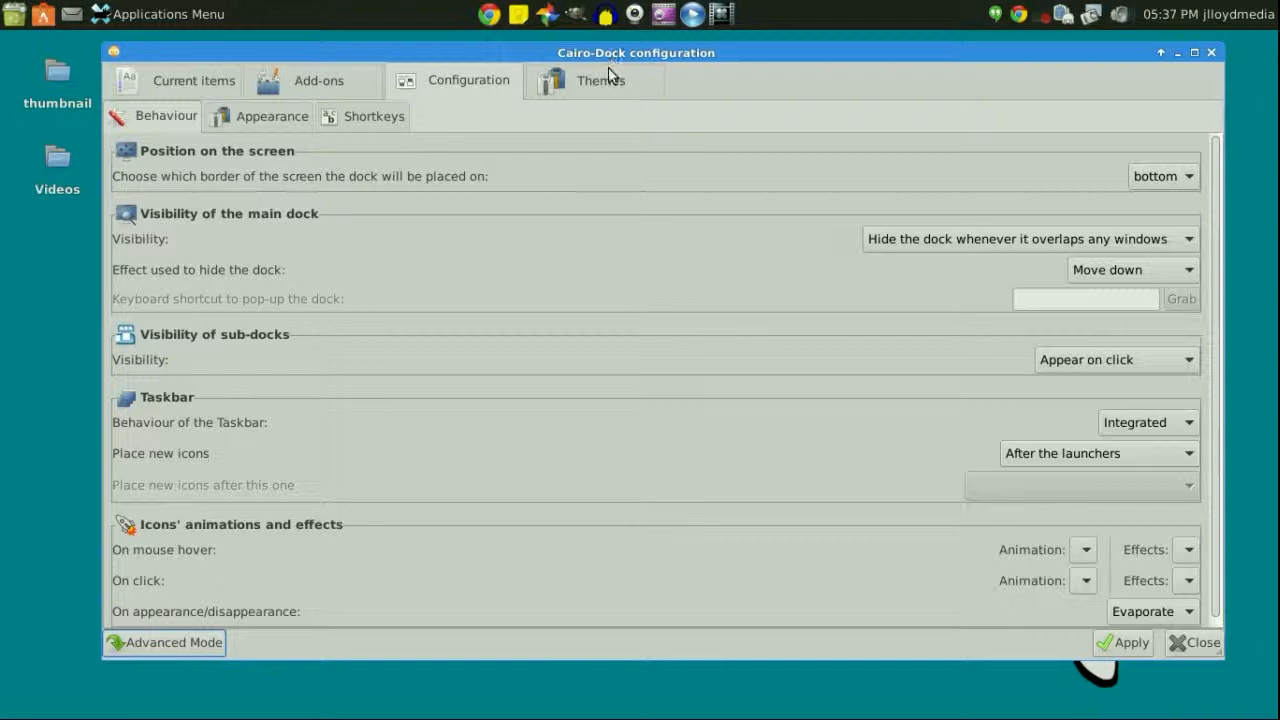 Applications Menu
05:37 PM jlloydmedia
thumbnail
Videos
Cairo-Dock configuration
Current items
Add-ons
Configuration
Themes
Behaviour
Appearance
Shortkeys
Position on the screen
Choose which border of the screen the dock will be placed on:
bottom
Visibility of the main dock
Visibility:
Hide the dock whenever it overlaps any windows
Effect used to hide the dock:
Move down
Keyboard shortcut to pop-up the dock:
Grab
Visibility of sub-docks
Visibility:
Appear on click
Taskbar
Behaviour of the Taskbar:
Integrated
Place new icons
After the launchers
Place new icons after this one
Icons' animations and effects
On mouse hover:
Animation:
Effects:
On click:
Animation:
Effects:
On appearance/disappearance:
Evaporate
Advanced Mode
Apply
Close